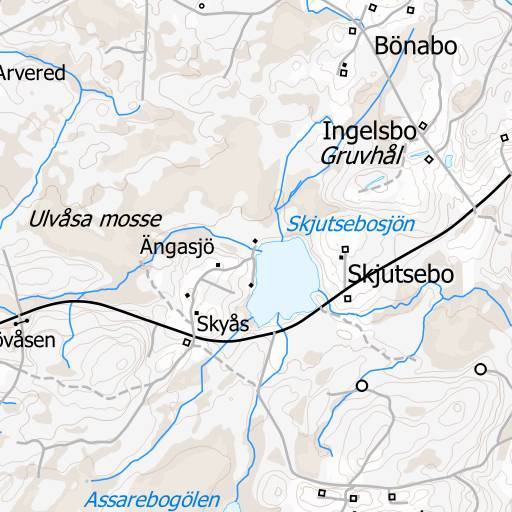 Bönabo
Arvered
Ingelsbo
Gruvhål
Ulvåsa mosse
Skjutsebosjön
Ängasjö
Skjutsebo
Skyås
Assarebogölen